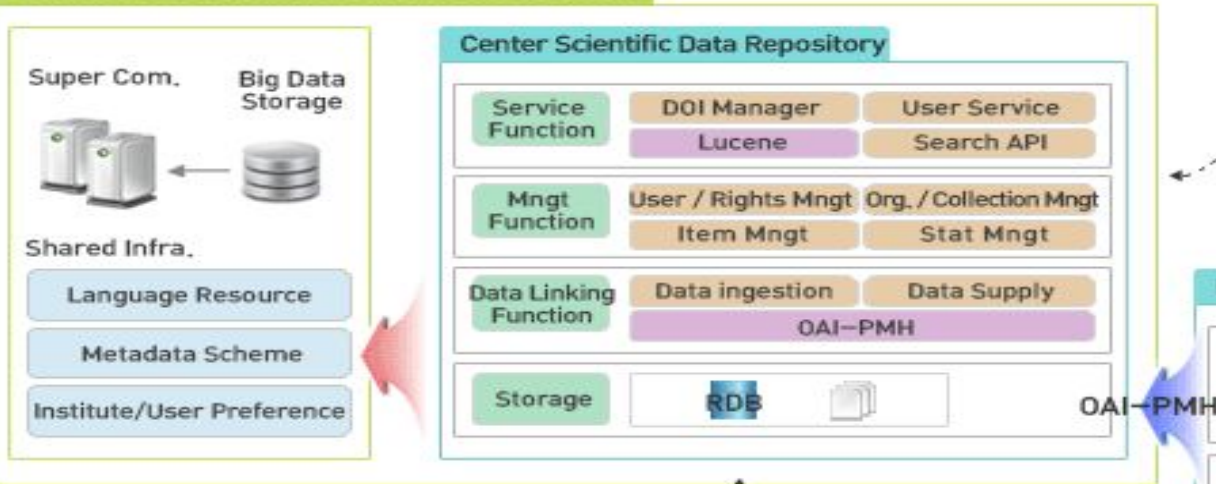 Super Com.
Big Data
Storage
Shared Infra.
Language Resource
Metadata Scheme
Institute/User Preference
Center Scientific Data Repository
Service
Function
DOI Manager
User Service
Lucene
Search API
Mngt
Function
User / Rights Mngt
Org. / Collection Mngt
Item Mngt
Stat Mngt
Data Linking
Function
Data ingestion
Data Supply
OAI-PMH
Storage
RDB
OAI-PMH